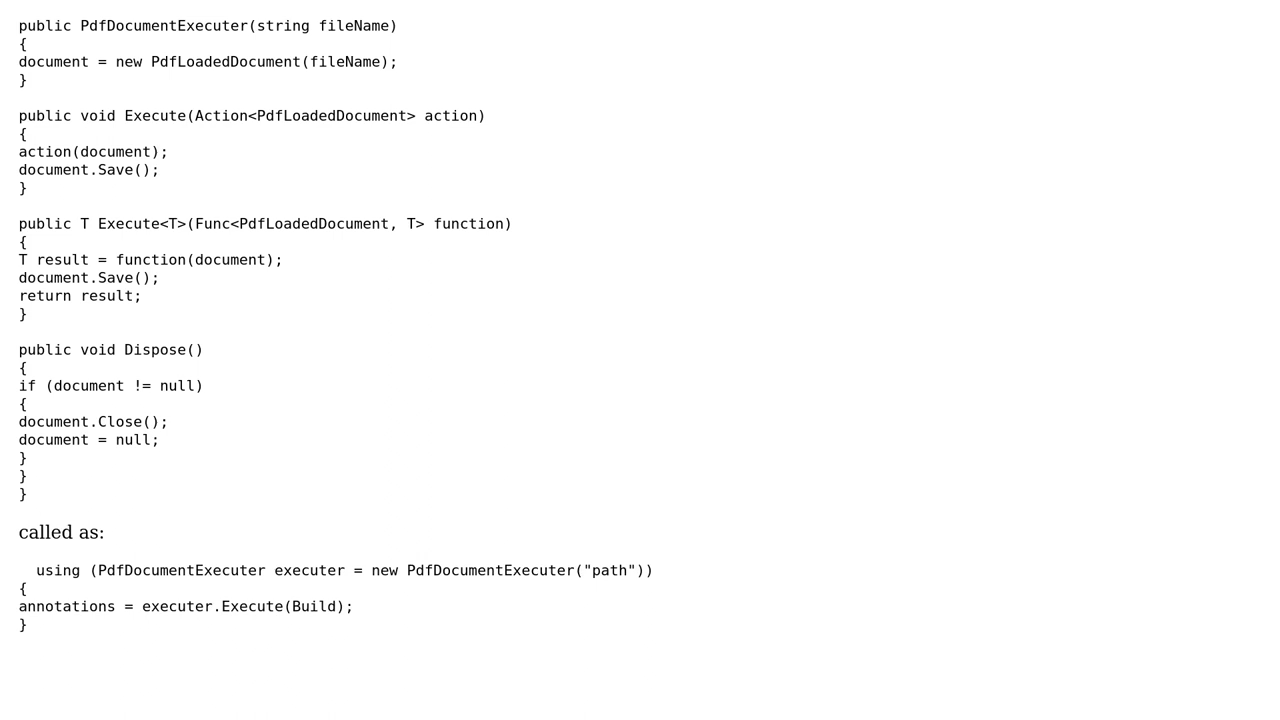 public PdfDocumentExecuter(string fileName)
{
document = new PdfLoadedDocument(fileName);
}
public void Execute(Action<PdfLoadedDocument> action)
{
action(document);
document.Save();
}
public T Execute<T>(Func<PdfLoadedDocument, T> function)
{
T result = function(document);
document.Save();
return result;
}
public void Dispose()
{
if (document != null)
{
document.Close();
document = null;
}
}
}
called as:
using (PdfDocumentExecuter executer = new PdfDocumentExecuter("path"))
{
annotations = executer.Execute(Build);
}